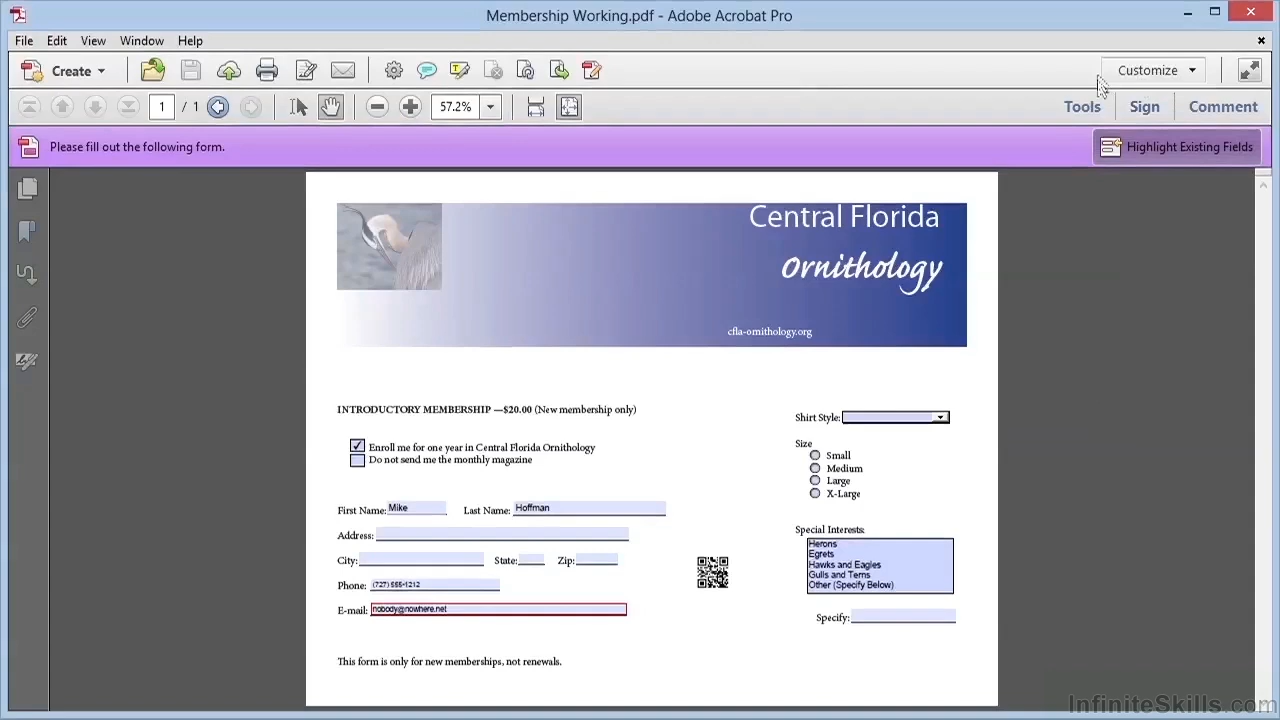 Membership Working.pdf - Adobe Acrobat Pro
File Edit View Window Help
Create Customize
1 / 1 57.2% Tools Sign Comment
Please fill out the following form. Highlight Existing Fields
Central Florida
Ornithology
cfla-ornithology.org
INTRODUCTORY MEMBERSHIP —$20.00 (New membership only)
Enroll me for one year in Central Florida Ornithology
Do not send me the monthly magazine
First Name: Mike Last Name: Hoffman
Address:
City: State: Zip:
Phone: (727) 555-1212
E-mail: nobody@nowhere.net
This form is only for new memberships, not renewals.
Shirt Style:
Size
Small
Medium
Large
X-Large
Special Interests:
Herons
Egrets
Hawks and Eagles
Gulls and Terns
Other (Specify Below)
Specify:
InfiniteSkills.com